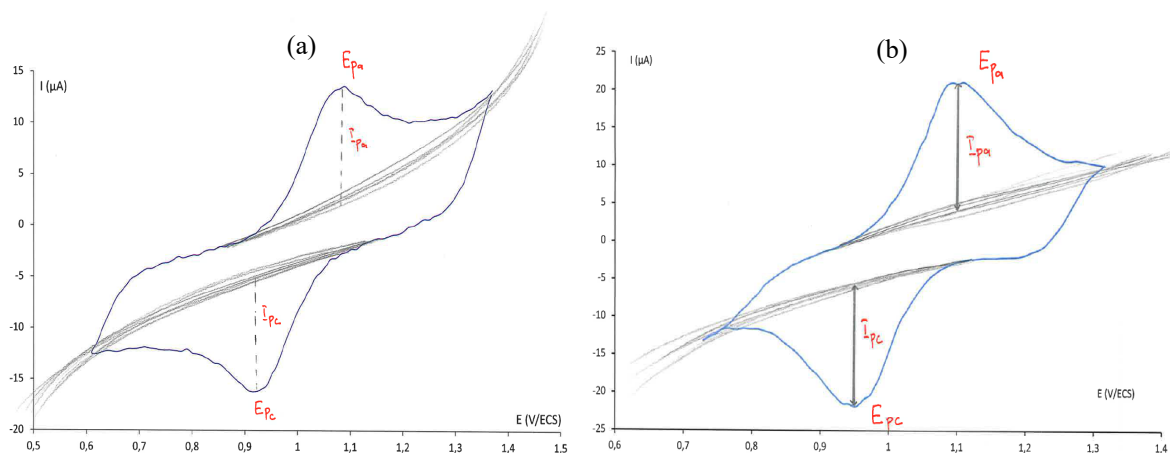 (a)
I (µA)
15
10
5
0
-5
-10
-15
-20
0,5 0,6 0,7 0,8 0,9 1 1,1 1,2 1,3 1,4 1,5
E (V/ECS)
Epa
Ipa
Ipc
Epc
(b)
I (µA)
25
20
15
10
5
0
-5
-10
-15
-20
-25
0,6 0,7 0,8 0,9 1 1,1 1,2 1,3 1,4
E (V/ECS)
Epa
Ipa
Ipc
Epc